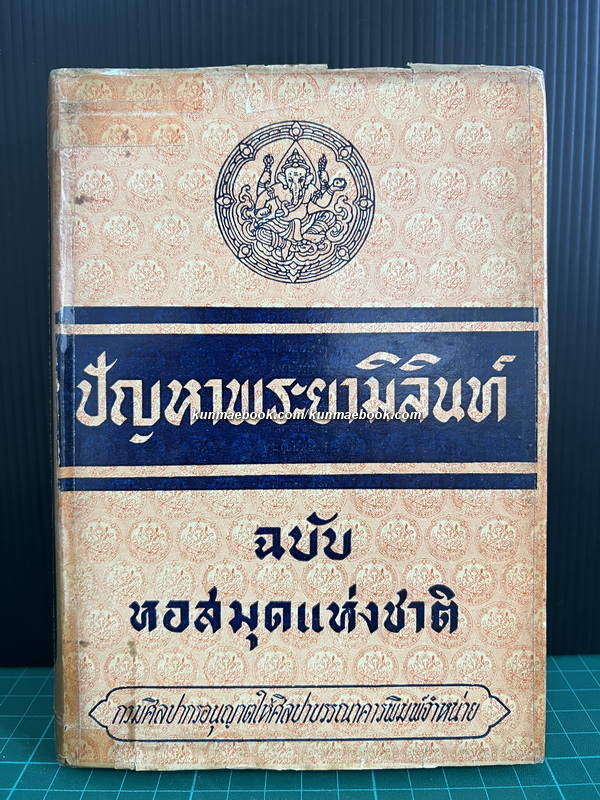 ปัญหาพระยามิลินท์
kunmaebook.com/kunmaebook.com
ฉบับ
หอสมุดแห่งชาติ
กรมศิลปากรอนุญาตให้ศิลปาบรรณาคารพิมพ์จำหน่าย